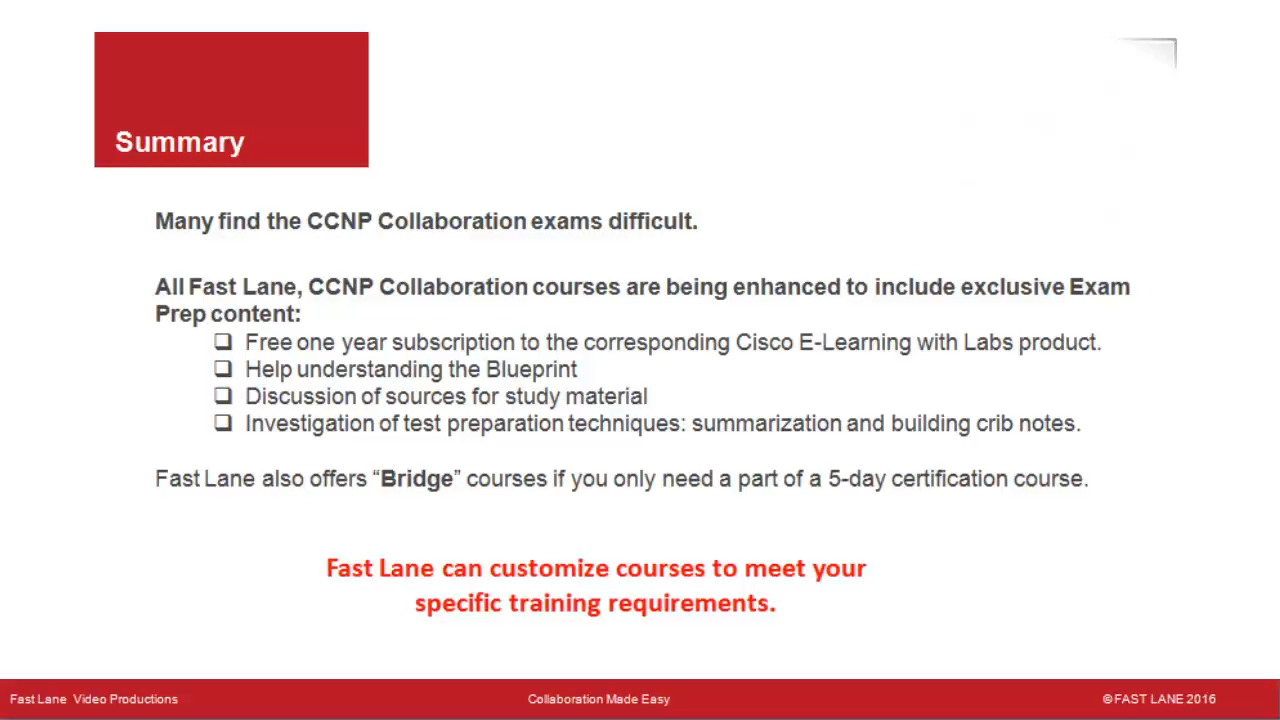 Summary
Many find the CCNP Collaboration exams difficult.
All Fast Lane, CCNP Collaboration courses are being enhanced to include exclusive Exam
Prep content:
❑ Free one year subscription to the corresponding Cisco E-Learning with Labs product.
❑ Help understanding the Blueprint
❑ Discussion of sources for study material
❑ Investigation of test preparation techniques: summarization and building crib notes.
Fast Lane also offers “Bridge” courses if you only need a part of a 5-day certification course.
Fast Lane can customize courses to meet your
specific training requirements.
Fast Lane Video Productions
Collaboration Made Easy
© FAST LANE 2016